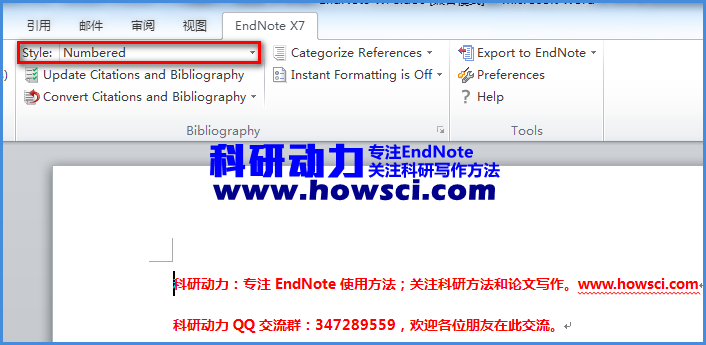 引用 邮件 审阅 视图 EndNote X7
Style: Numbered Categorize References Export to EndNote
Update Citations and Bibliography Instant Formatting is Off Preferences
Convert Citations and Bibliography Help
Bibliography Tools
科研动力 专注EndNote
关注科研写作方法
www.howsci.com
科研动力：专注 EndNote 使用方法；关注科研方法和论文写作。www.howsci.com
科研动力 QQ 交流群：347289559，欢迎各位朋友在此交流。